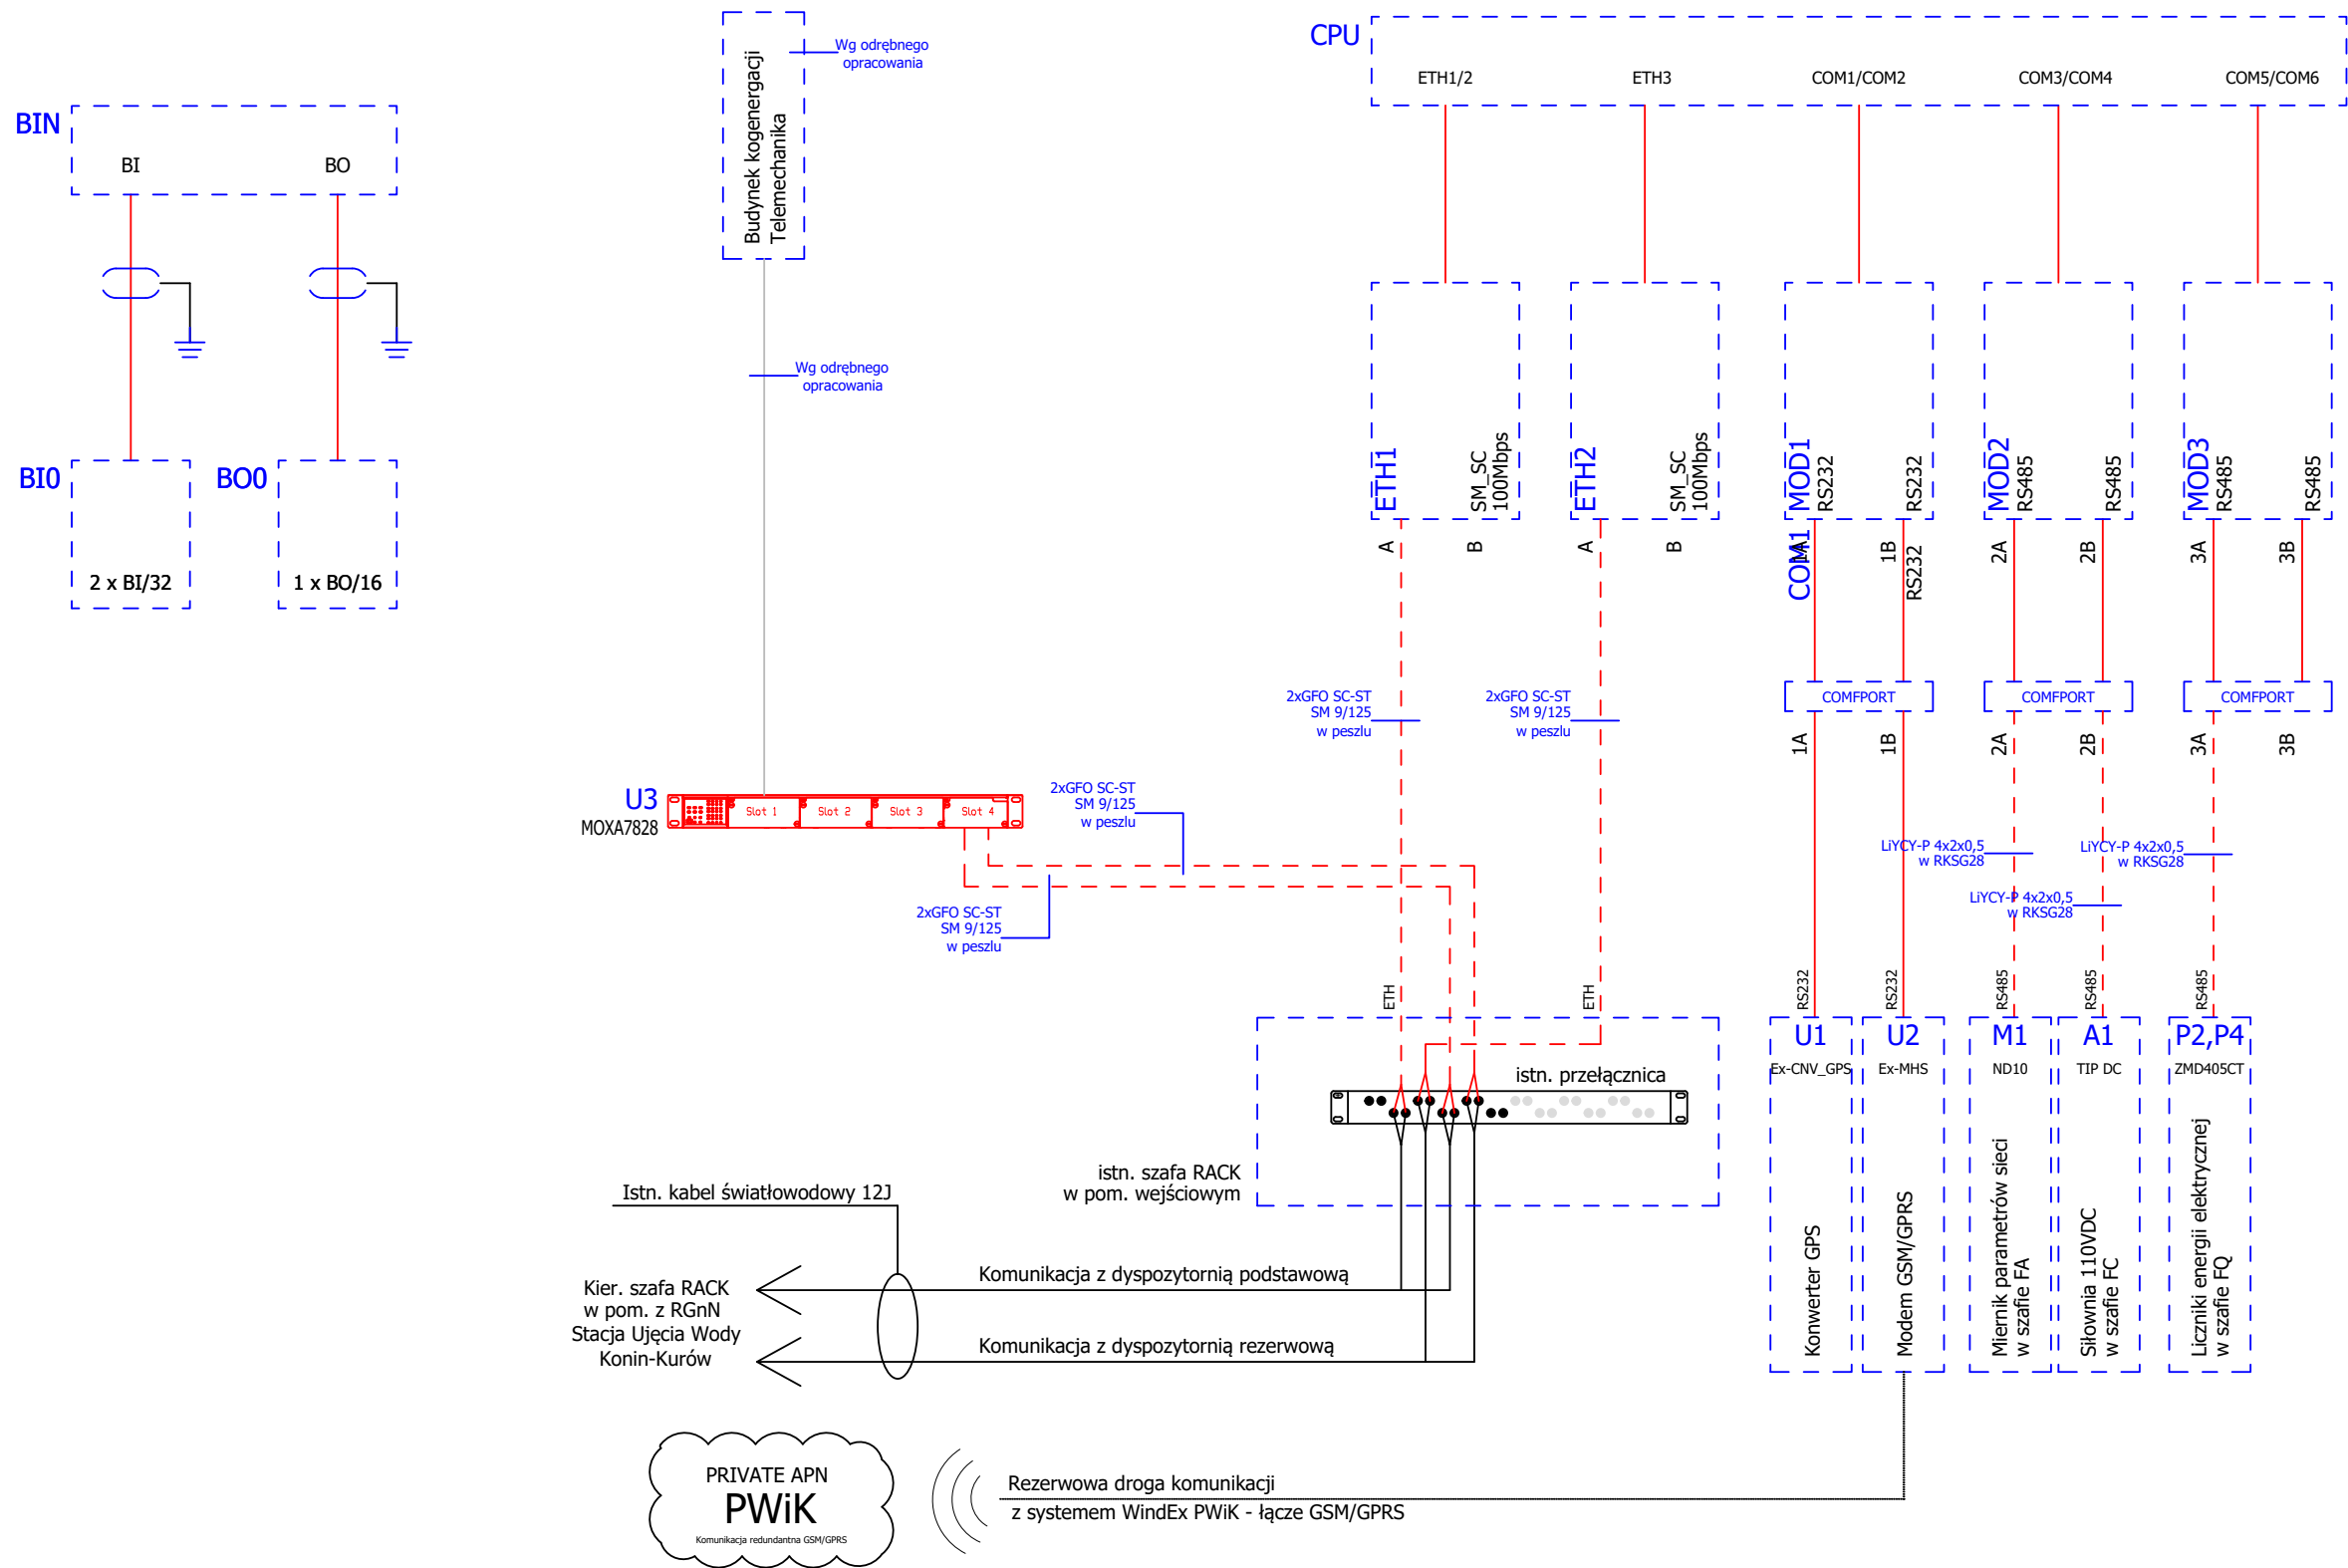 BIN
BI
BO
BI0
2 x BI/32
BO0
1 x BO/16
Budynek kogenergacji
Telemechanika
Wg odrębnego
opracowania
Wg odrębnego
opracowania
U3
MOXA7828
Slot 1
Slot 2
Slot 3
Slot 4
2xGFO SC-ST
SM 9/125
w peszlu
2xGFO SC-ST
SM 9/125
w peszlu
CPU
ETH1/2
ETH3
COM1/COM2
COM3/COM4
COM5/COM6
ETH1
SM_SC
100Mbps
A
B
ETH2
SM_SC
100Mbps
A
B
MOD1
RS232
RS232
COM1
1A
1B
RS232
MOD2
RS485
RS485
2A
2B
MOD3
RS485
RS485
3A
3B
2xGFO SC-ST
SM 9/125
w peszlu
2xGFO SC-ST
SM 9/125
w peszlu
COMFPORT
COMFPORT
COMFPORT
1A
1B
2A
2B
3A
3B
LiYCY-P 4x2x0,5
w RKSG28
LiYCY-P 4x2x0,5
w RKSG28
LiYCY-P 4x2x0,5
w RKSG28
ETH
ETH
RS232
RS232
RS485
RS485
RS485
istn. przełącznica
istn. szafa RACK
w pom. wejściowym
U1
Ex-CNV_GPS
Konwerter GPS
U2
Ex-MHS
Modem GSM/GPRS
M1
ND10
Miernik parametrów sieci
w szafie FA
A1
TIP DC
Siłownia 110VDC
w szafie FC
P2,P4
ZMD405CT
Liczniki energii elektrycznej
w szafie FQ
Istn. kabel światłowodowy 12J
Kier. szafa RACK
w pom. z RGnN
Stacja Ujęcia Wody
Konin-Kurów
Komunikacja z dyspozytornią podstawową
Komunikacja z dyspozytornią rezerwową
PRIVATE APN
PWiK
Komunikacja redundantna GSM/GPRS
Rezerwowa droga komunikacji
z systemem WindEx PWiK - łącze GSM/GPRS